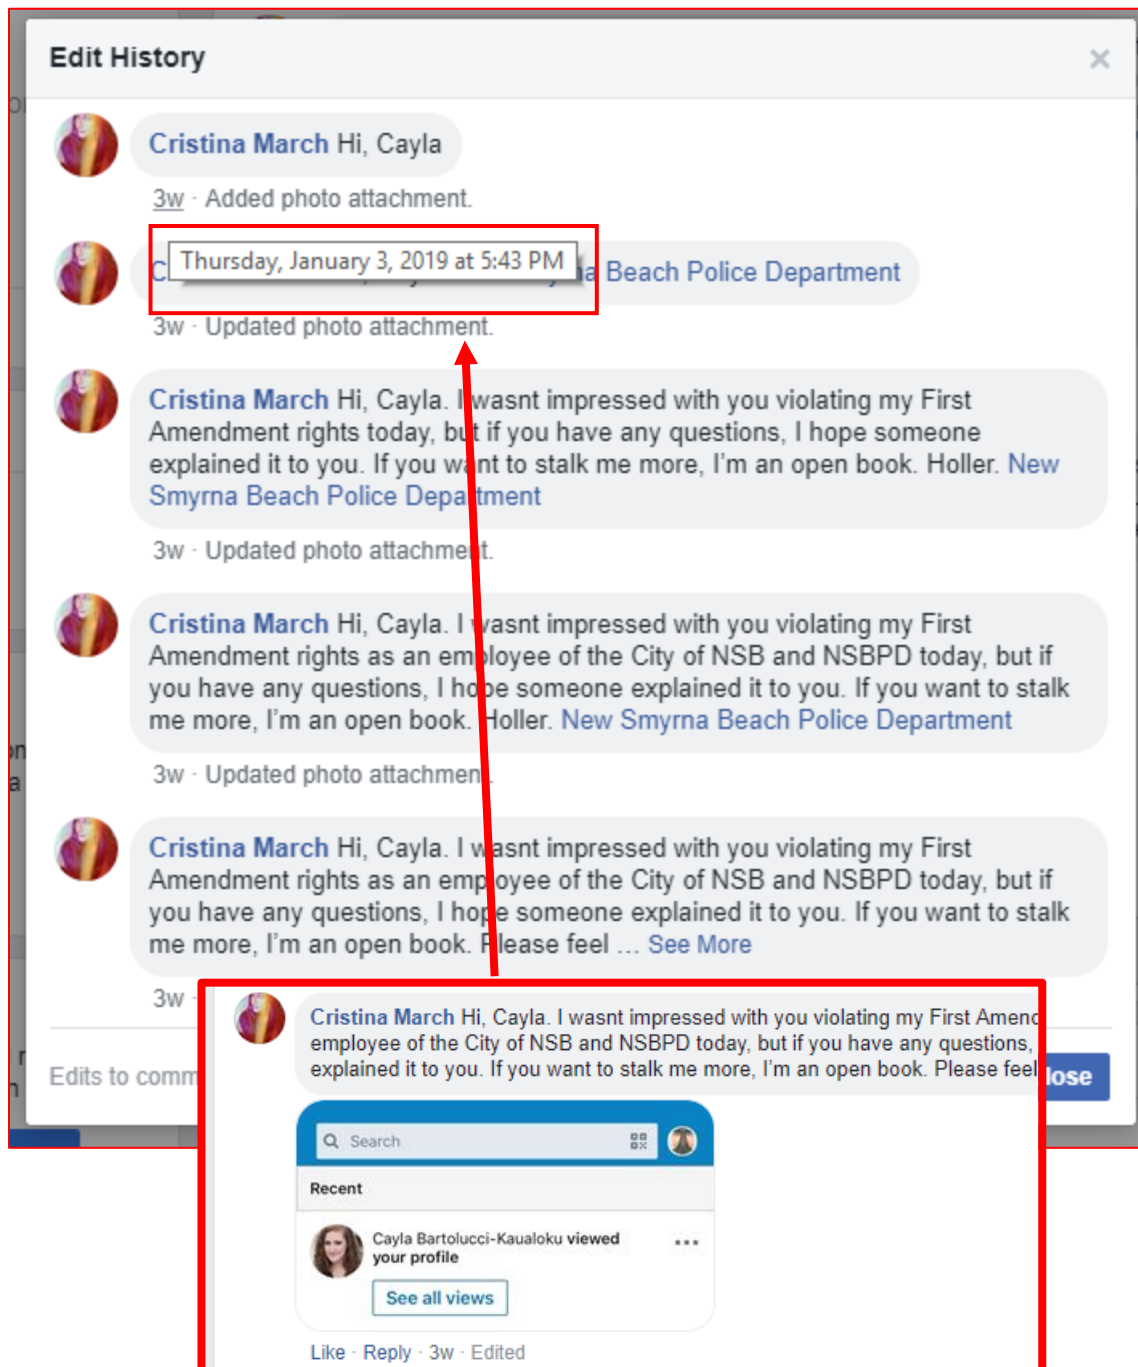 Edit History
Cristina March Hi, Cayla
3w · Added photo attachment.
Thursday, January 3, 2019 at 5:43 PM
Beach Police Department
3w · Updated photo attachment.
Cristina March Hi, Cayla. I wasnt impressed with you violating my First
Amendment rights today, but if you have any questions, I hope someone
explained it to you. If you want to stalk me more, I'm an open book. Holler. New
Smyrna Beach Police Department
3w · Updated photo attachment.
Cristina March Hi, Cayla. I wasnt impressed with you violating my First
Amendment rights as an employee of the City of NSB and NSBPD today, but if
you have any questions, I hope someone explained it to you. If you want to stalk
me more, I'm an open book. Holler. New Smyrna Beach Police Department
3w · Updated photo attachment.
Cristina March Hi, Cayla. I wasnt impressed with you violating my First
Amendment rights as an employee of the City of NSB and NSBPD today, but if
you have any questions, I hope someone explained it to you. If you want to stalk
me more, I'm an open book. Please feel ... See More
3w ·
Edits to comm
Cristina March Hi, Cayla. I wasnt impressed with you violating my First Amend
employee of the City of NSB and NSBPD today, but if you have any questions,
explained it to you. If you want to stalk me more, I'm an open book. Please feel
lose
Search
Recent
Cayla Bartolucci-Kaualoku viewed
your profile
See all views
Like · Reply · 3w · Edited